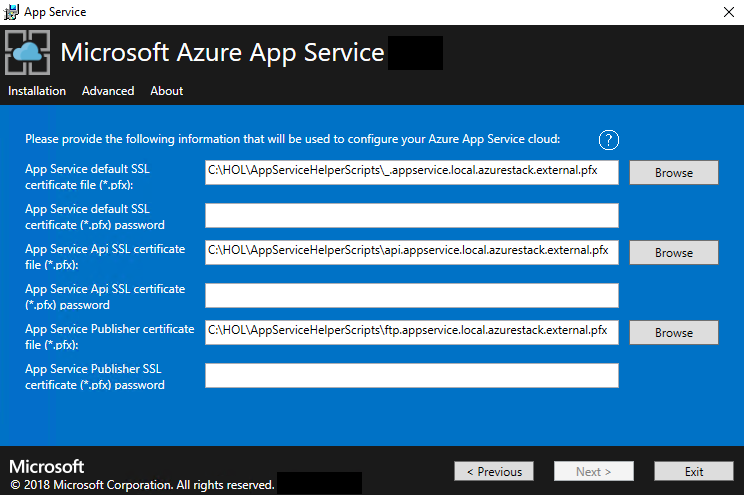 App Service
Microsoft Azure App Service
Installation Advanced About
Please provide the following information that will be used to configure your Azure App Service cloud: ?
App Service default SSL
certificate file (*.pfx):
C:\HOL\AppServiceHelperScripts\_.appservice.local.azurestack.external.pfx
Browse
App Service default SSL
certificate (*.pfx) password
App Service Api SSL certificate
file (*.pfx):
C:\HOL\AppServiceHelperScripts\api.appservice.local.azurestack.external.pfx
Browse
App Service Api SSL certificate
(*.pfx) password
App Service Publisher certificate
file (*.pfx):
C:\HOL\AppServiceHelperScripts\ftp.appservice.local.azurestack.external.pfx
Browse
App Service Publisher SSL
certificate (*.pfx) password
Microsoft
© 2018 Microsoft Corporation. All rights reserved.
< Previous Next > Exit